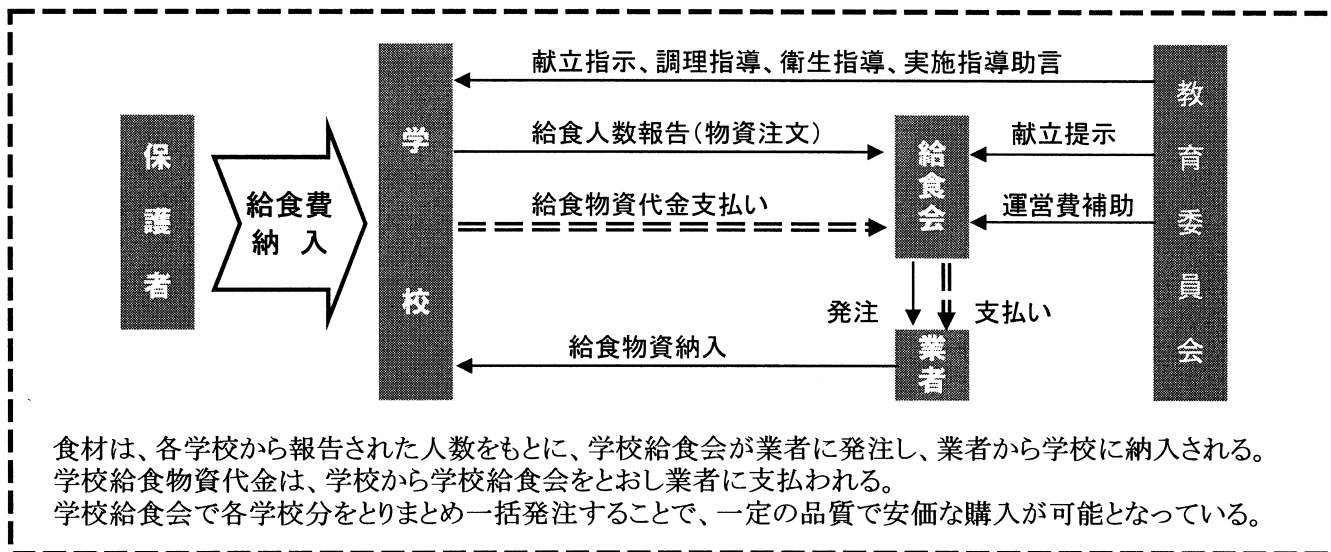 保護者
給食費
納 入
学校
献立指示、調理指導、衛生指導、実施指導助言
給食人数報告(物資注文)
給食物資代金支払い
給食会
献立提示
運営費補助
教育委員会
発注
支払い
業者
給食物資納入
食材は、各学校から報告された人数をもとに、学校給食会が業者に発注し、業者から学校に納入される。
学校給食物資代金は、学校から学校給食会をとおし業者に支払われる。
学校給食会で各学校分をとりまとめ一括発注することで、一定の品質で安価な購入が可能となっている。